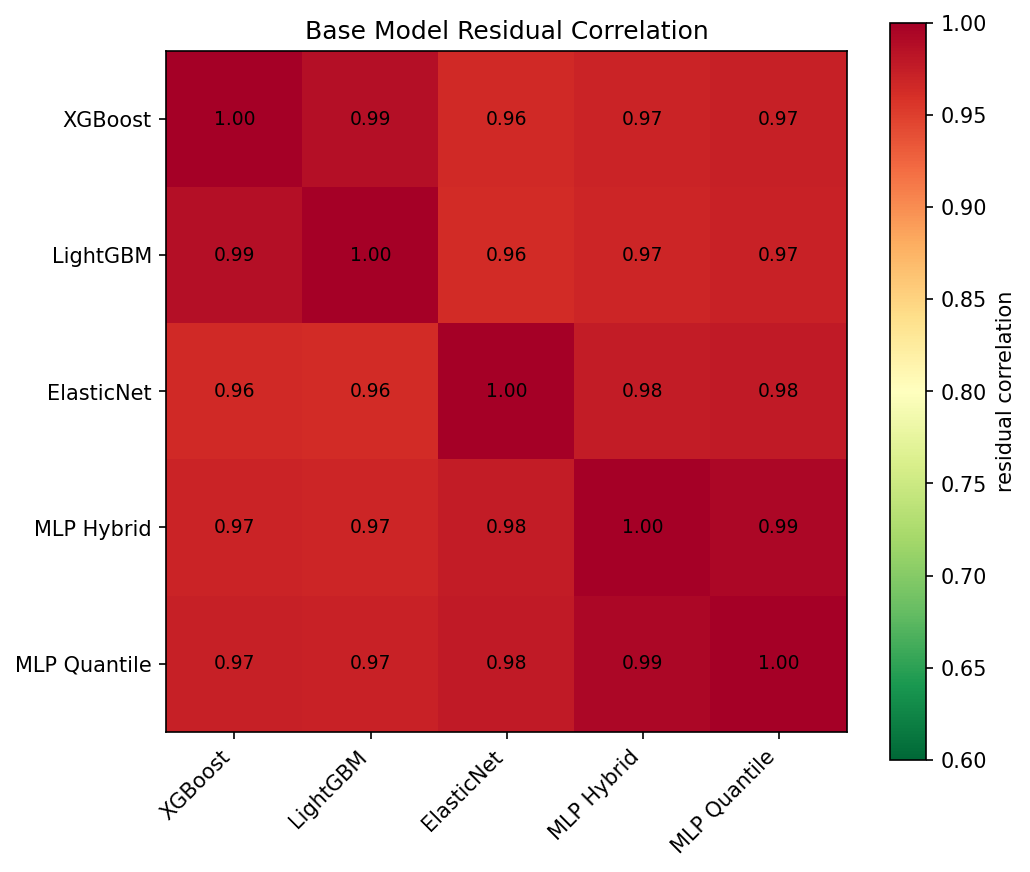 Base Model Residual Correlation
XGBoost 1.00 0.99 0.96 0.97 0.97
LightGBM 0.99 1.00 0.96 0.97 0.97
ElasticNet 0.96 0.96 1.00 0.98 0.98
MLP Hybrid 0.97 0.97 0.98 1.00 0.99
MLP Quantile 0.97 0.97 0.98 0.99 1.00
XGBoost LightGBM ElasticNet MLP Hybrid MLP Quantile
1.00
0.95
0.90
0.85
0.80
0.75
0.70
0.65
0.60
residual correlation